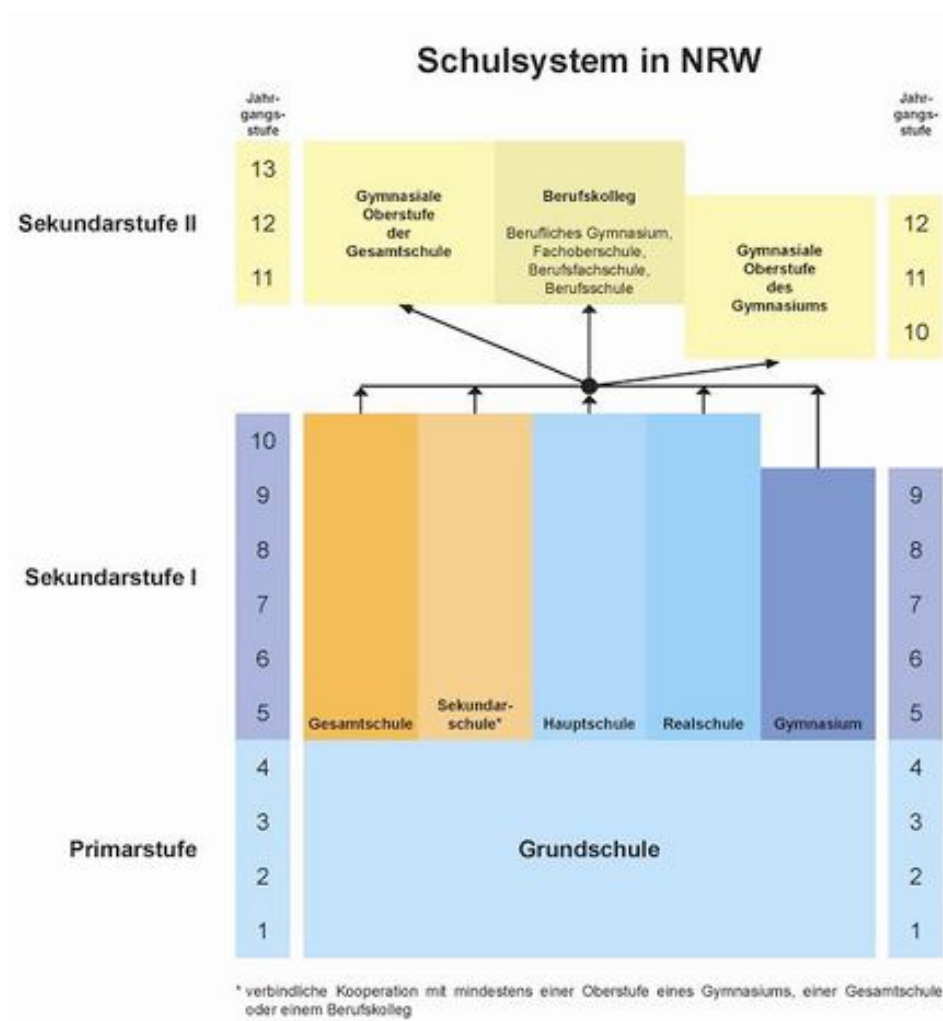 Schulsystem in NRW
Jahr-
gangs-
stufe
Jahr-
gangs-
stufe
Sekundarstufe II
13
12
11
Gymnasiale
Oberstufe
der
Gesamtschule
Berufskolleg
Berufliches Gymnasium,
Fachoberschule,
Berufsfachschule,
Berufsschule
Gymnasiale
Oberstufe
des
Gymnasiums
12
11
10
Sekundarstufe I
10
9
8
7
6
5
Gesamtschule
Sekundar-
schule*
Hauptschule
Realschule
Gymnasium
9
8
7
6
5
Primarstufe
4
3
2
1
Grundschule
4
3
2
1
* verbindliche Kooperation mit mindestens einer Oberstufe eines Gymnasiums, einer Gesamtschule
oder einem Berufskolleg